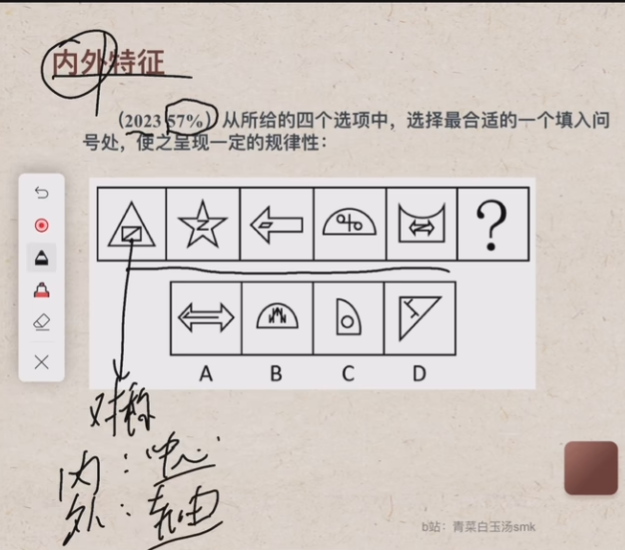 内外特征
（2023 57%）从所给的四个选项中，选择最合适的一个填入问
号处，使之呈现一定的规律性：
N N ?
A B C D
对称
内：中心
外：轴
b站：青菜白玉汤smk